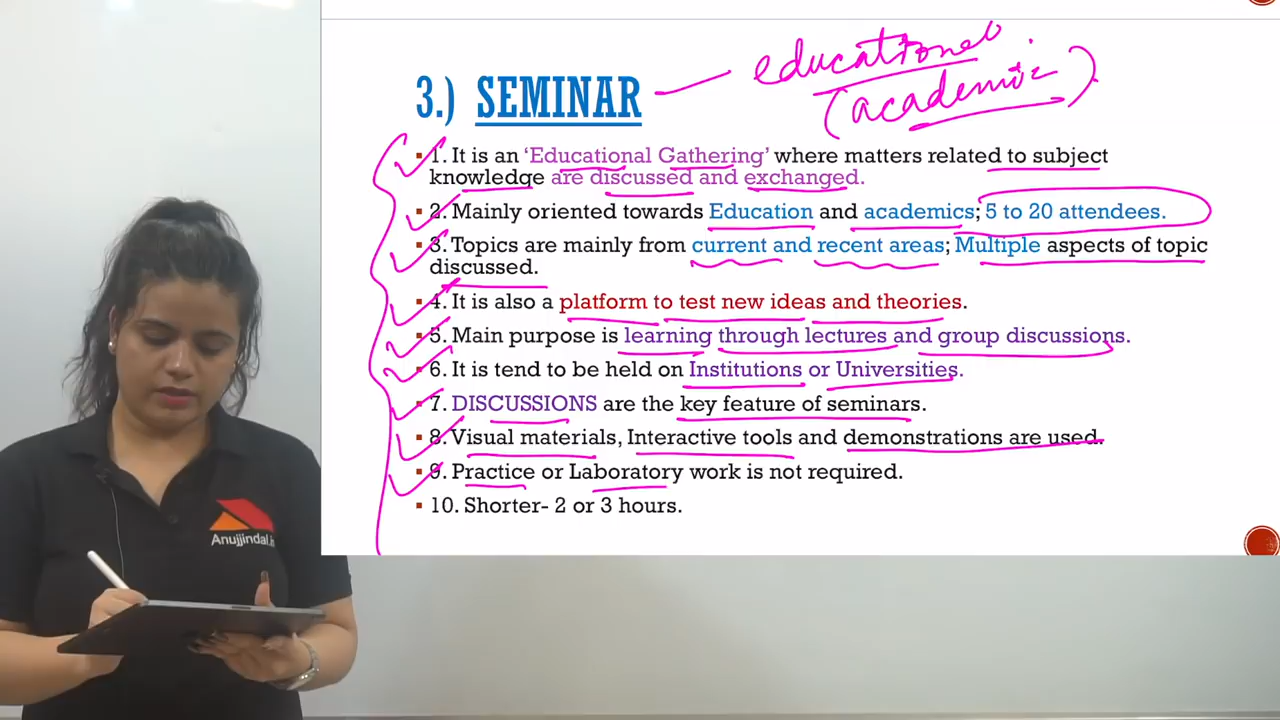 3.) SEMINAR
educational
(academic)
1. It is an ‘Educational Gathering’ where matters related to subject
knowledge are discussed and exchanged.
2. Mainly oriented towards Education and academics; 5 to 20 attendees.
3. Topics are mainly from current and recent areas; Multiple aspects of topic
discussed.
4. It is also a platform to test new ideas and theories.
5. Main purpose is learning through lectures and group discussions.
6. It is tend to be held on Institutions or Universities.
7. DISCUSSIONS are the key feature of seminars.
8. Visual materials, Interactive tools and demonstrations are used.
9. Practice or Laboratory work is not required.
10. Shorter- 2 or 3 hours.
Anujjindal.in